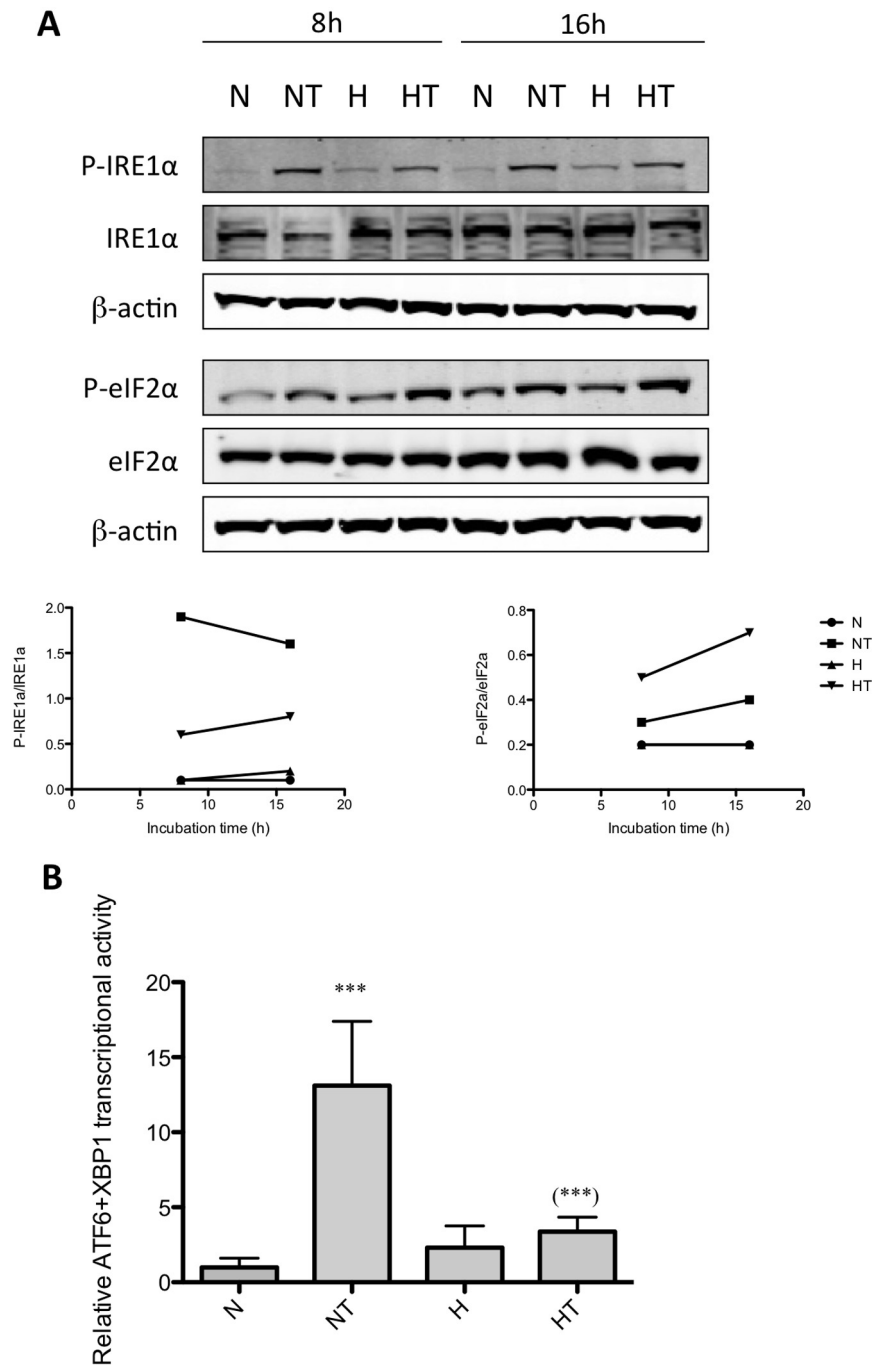 A
8h 16h
N NT H HT N NT H HT
P-IRE1α
IRE1α
β-actin
P-eIF2α
eIF2α
β-actin
P-IRE1a/IRE1a
2.0
1.5
1.0
0.5
0.0
0 5 10 15 20
Incubation time (h)
P-eIF2a/eIF2a
0.8
0.6
0.4
0.2
0.0
0 5 10 15 20
Incubation time (h)
N
NT
H
HT
B
Relative ATF6+XBP1 transcriptional activity
20
15
10
5
0
***
(***)
N NT H HT